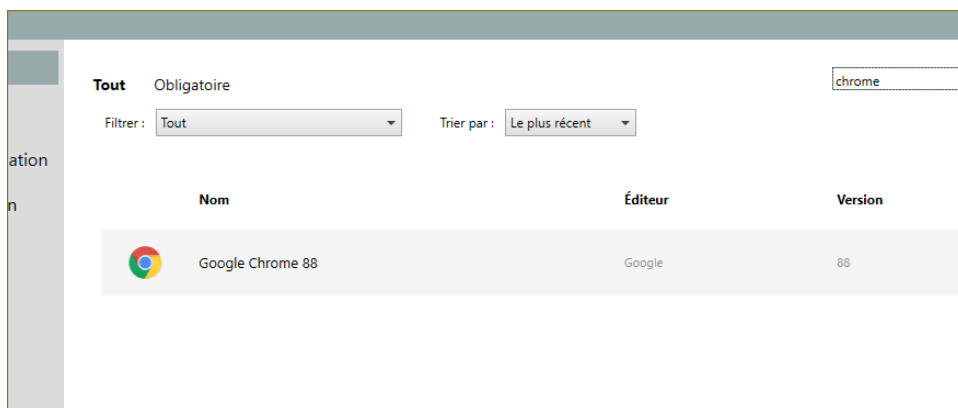 chrome
Tout Obligatoire
Filtrer : Tout Trier par : Le plus récent
ation
n
Nom Éditeur Version
Google Chrome 88 Google 88